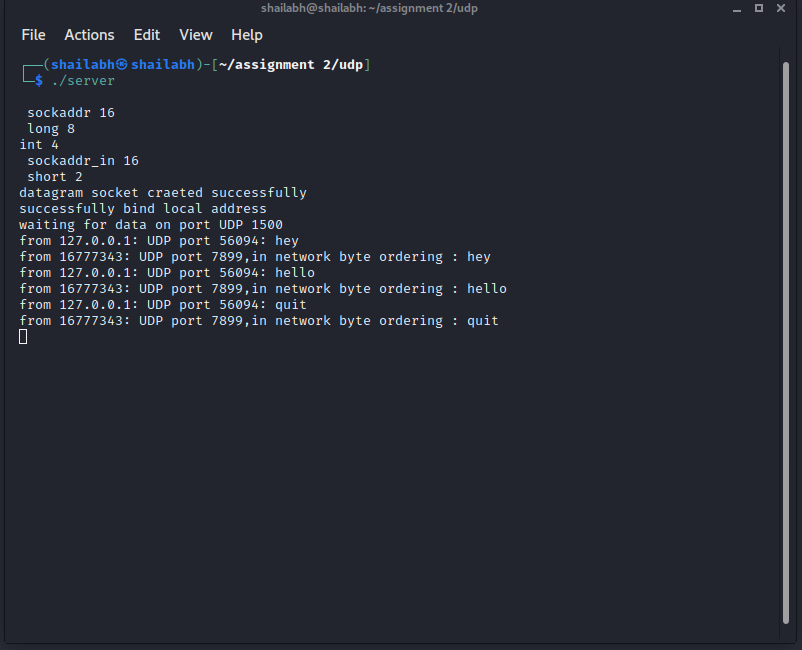 shailabh@shailabh: ~/assignment 2/udp
File Actions Edit View Help
┌──(shailabh㉿shailabh)-[~/assignment 2/udp]
└─$ ./server
sockaddr 16
long 8
int 4
sockaddr_in 16
short 2
datagram socket craeted successfully
successfully bind local address
waiting for data on port UDP 1500
from 127.0.0.1: UDP port 56094: hey
from 16777343: UDP port 7899,in network byte ordering : hey
from 127.0.0.1: UDP port 56094: hello
from 16777343: UDP port 7899,in network byte ordering : hello
from 127.0.0.1: UDP port 56094: quit
from 16777343: UDP port 7899,in network byte ordering : quit